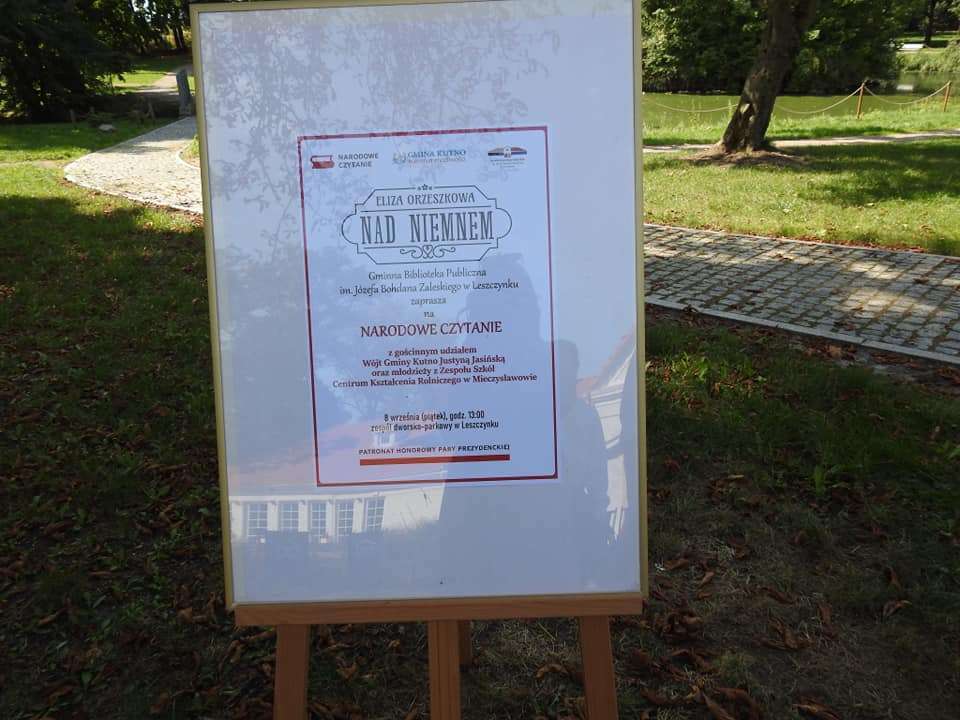 NARODOWE
CZYTANIE
GMINA KUTNO
ELIZA ORZESZKOWA
NAD NIEMNEM
Gminna Biblioteka Publiczna
im. Józefa Bohdana Zaleskiego w Leszczynku
zaprasza
na
NARODOWE CZYTANIE
z gościnnym udziałem
Wójt Gminy Kutno Justyną Jasińską
oraz młodzieży z Zespołu Szkół
Centrum Kształcenia Rolniczego w Mieczysławowie
8 września (piątek), godz. 13:00
zespół dworsko-parkowy w Leszczynku
PATRONAT HONOROWY PARY PREZYDENCKIEJ